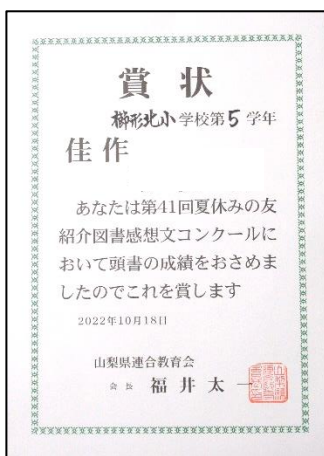 賞状
櫛形北小学校第5学年
佳作
あなたは第41回夏休みの友
紹介図書感想文コンクールに
おいて頭書の成績をおさめま
したのでこれを賞します
2022年10月18日
山梨県連合教育会
会長 福井太一